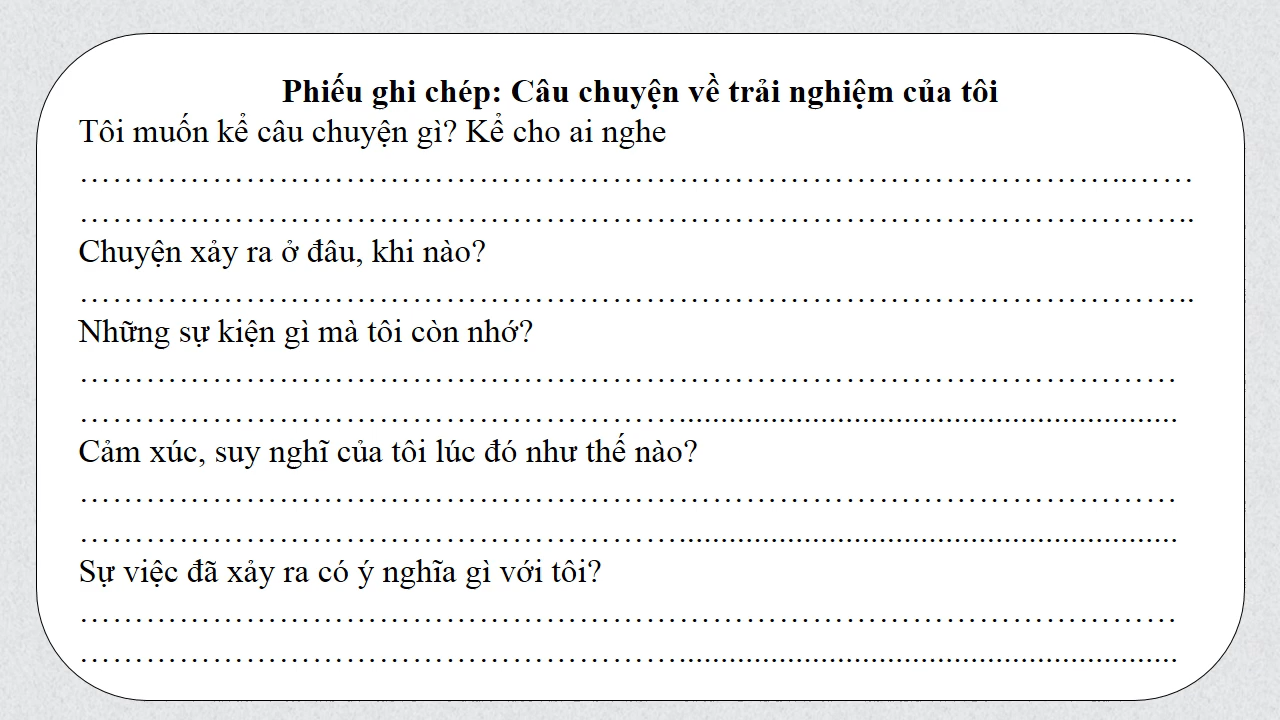 Phiếu ghi chép: Câu chuyện về trải nghiệm của tôi
Tôi muốn kể câu chuyện gì? Kể cho ai nghe
……………………………………………………………………………………………..……
…………………………………………………………………………………………………..
Chuyện xảy ra ở đâu, khi nào?
…………………………………………………………………………………………………..
Những sự kiện gì mà tôi còn nhớ?
…………………………………………………………………………………………………
……………………………………………………...........................................................
Cảm xúc, suy nghĩ của tôi lúc đó như thế nào?
…………………………………………………………………………………………………
……………………………………………………...........................................................
Sự việc đã xảy ra có ý nghĩa gì với tôi?
…………………………………………………………………………………………………
……………………………………………………...........................................................